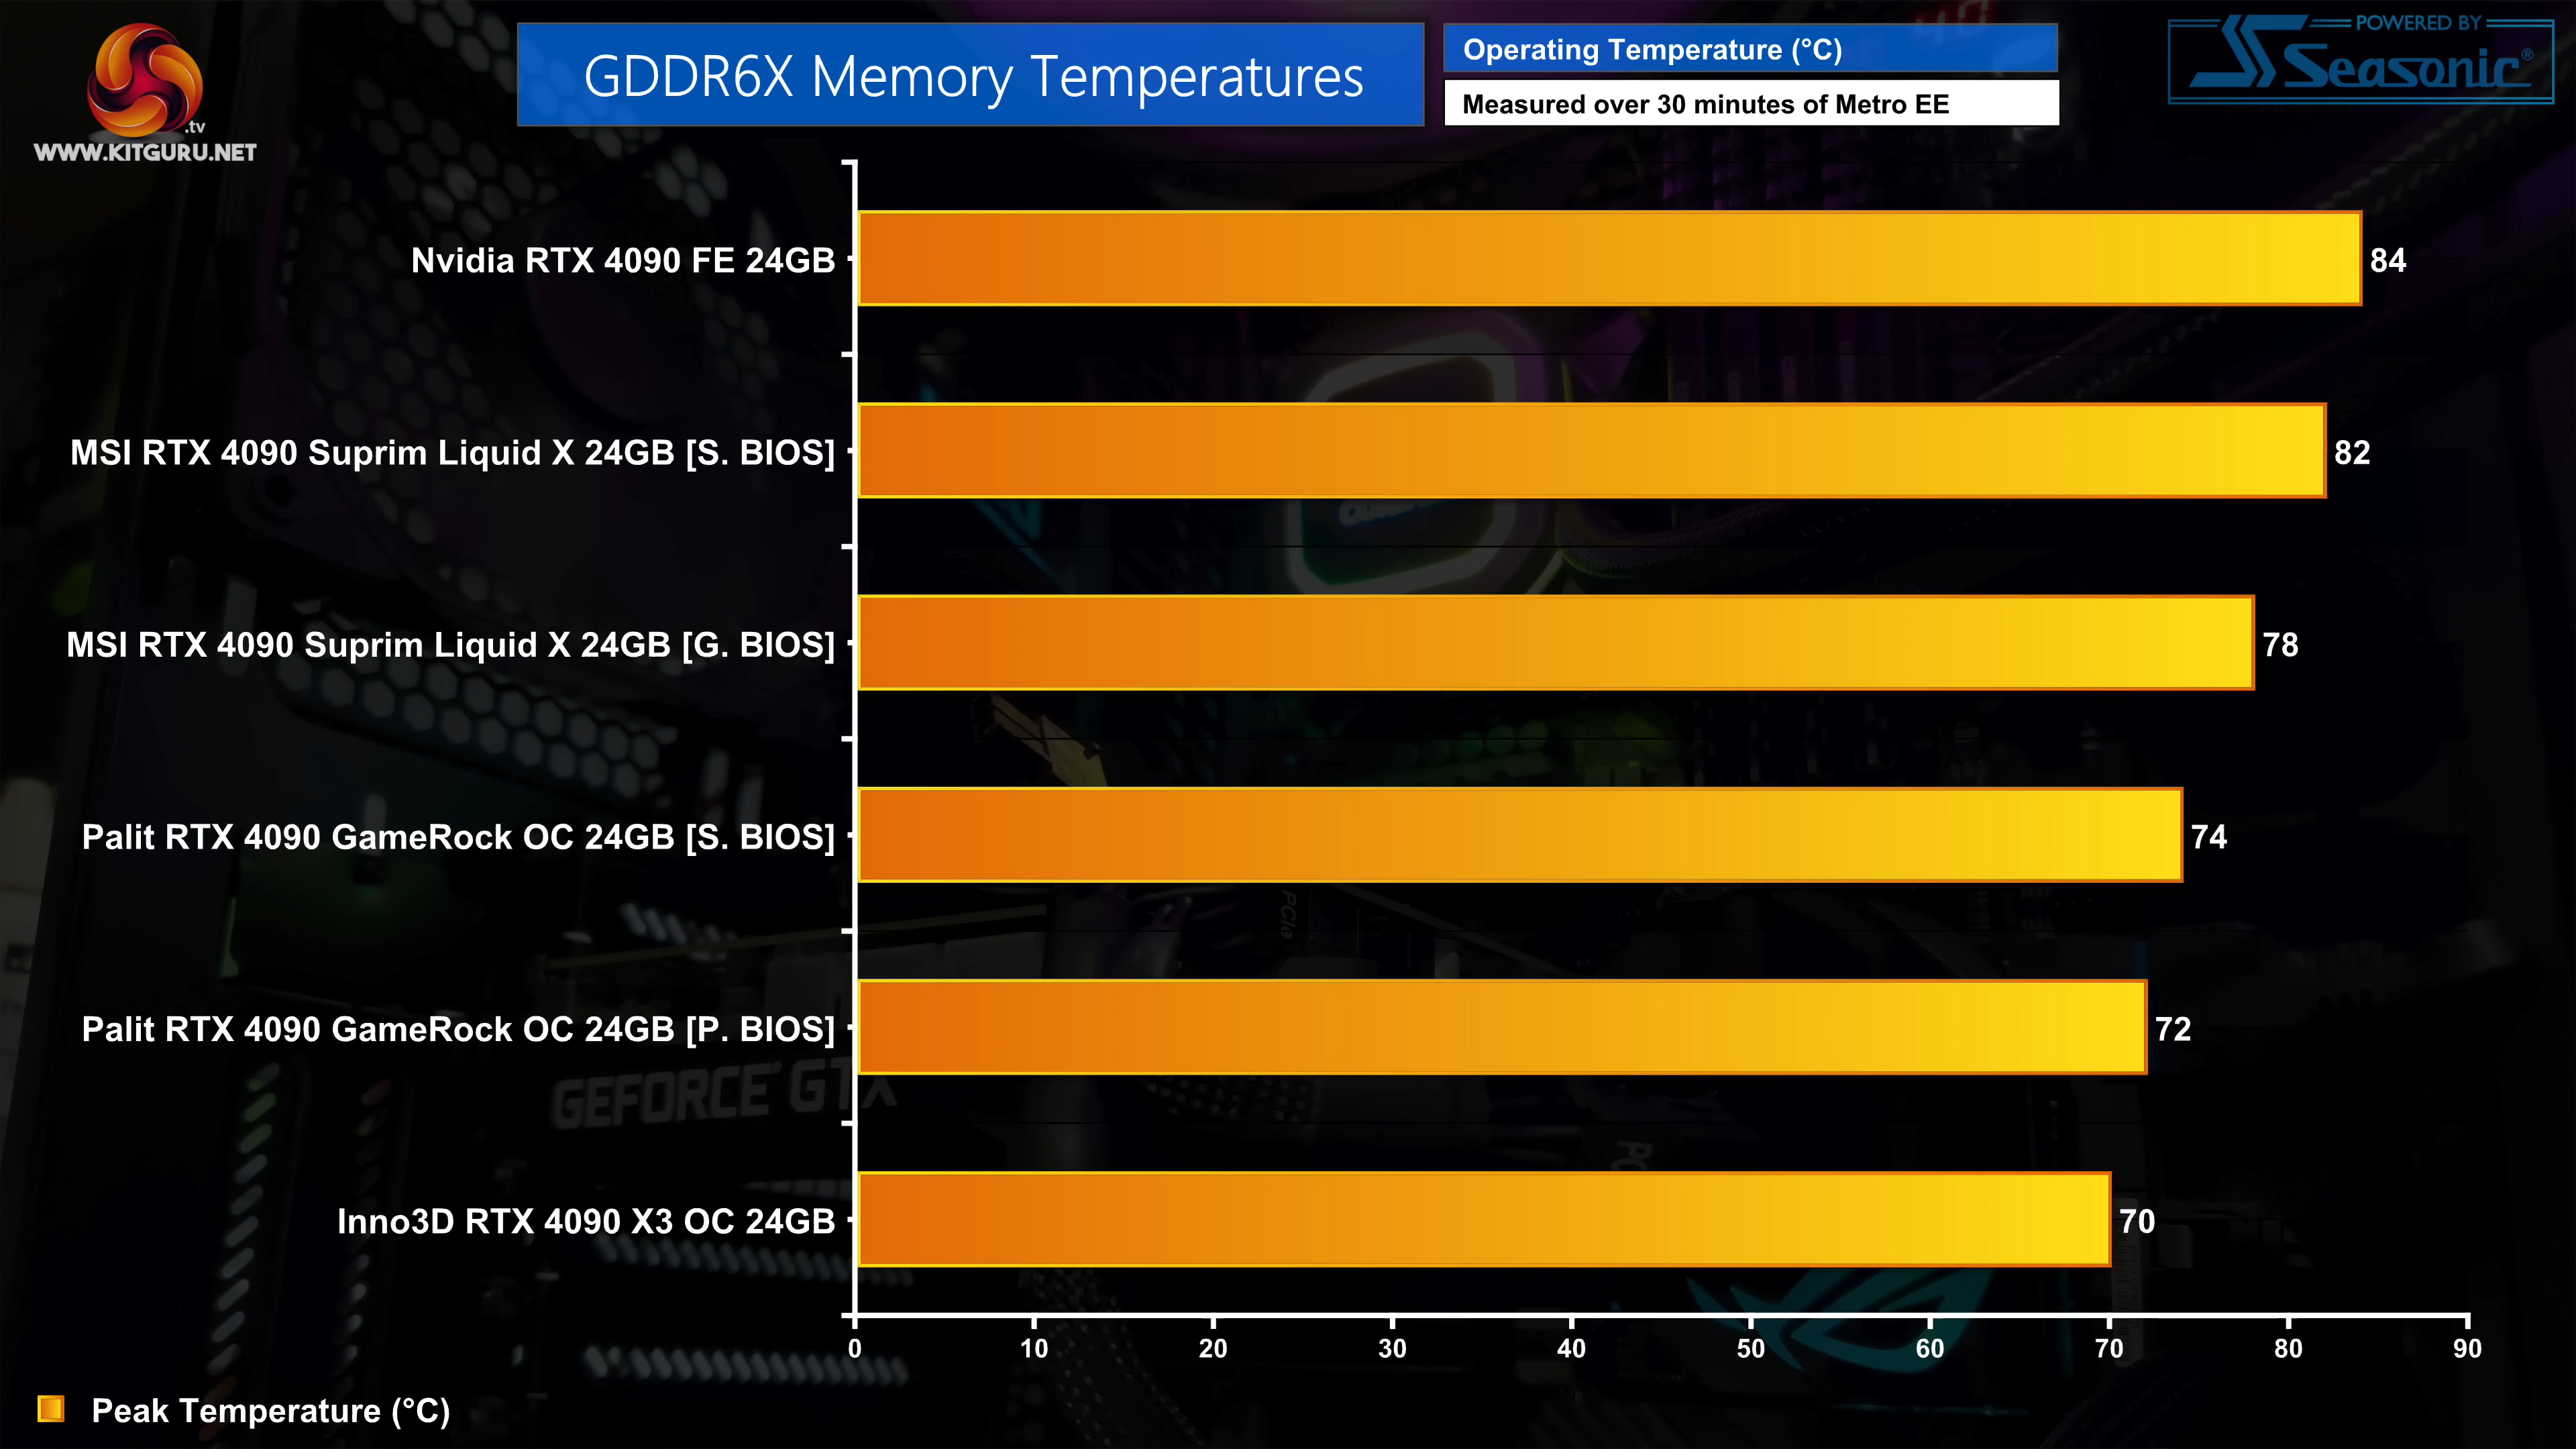 .tv
WWW.KITGURU.NET
GDDR6X Memory Temperatures
Operating Temperature (°C)
Measured over 30 minutes of Metro EE
POWERED BY
Seasonic®
Nvidia RTX 4090 FE 24GB
84
MSI RTX 4090 Suprim Liquid X 24GB [S. BIOS]
82
MSI RTX 4090 Suprim Liquid X 24GB [G. BIOS]
78
Palit RTX 4090 GameRock OC 24GB [S. BIOS]
74
PCIe
Palit RTX 4090 GameRock OC 24GB [P. BIOS]
72
GEFORCE GTX
Inno3D RTX 4090 X3 OC 24GB
70
0 10 20 30 40 50 60 70 80 90
Peak Temperature (°C)